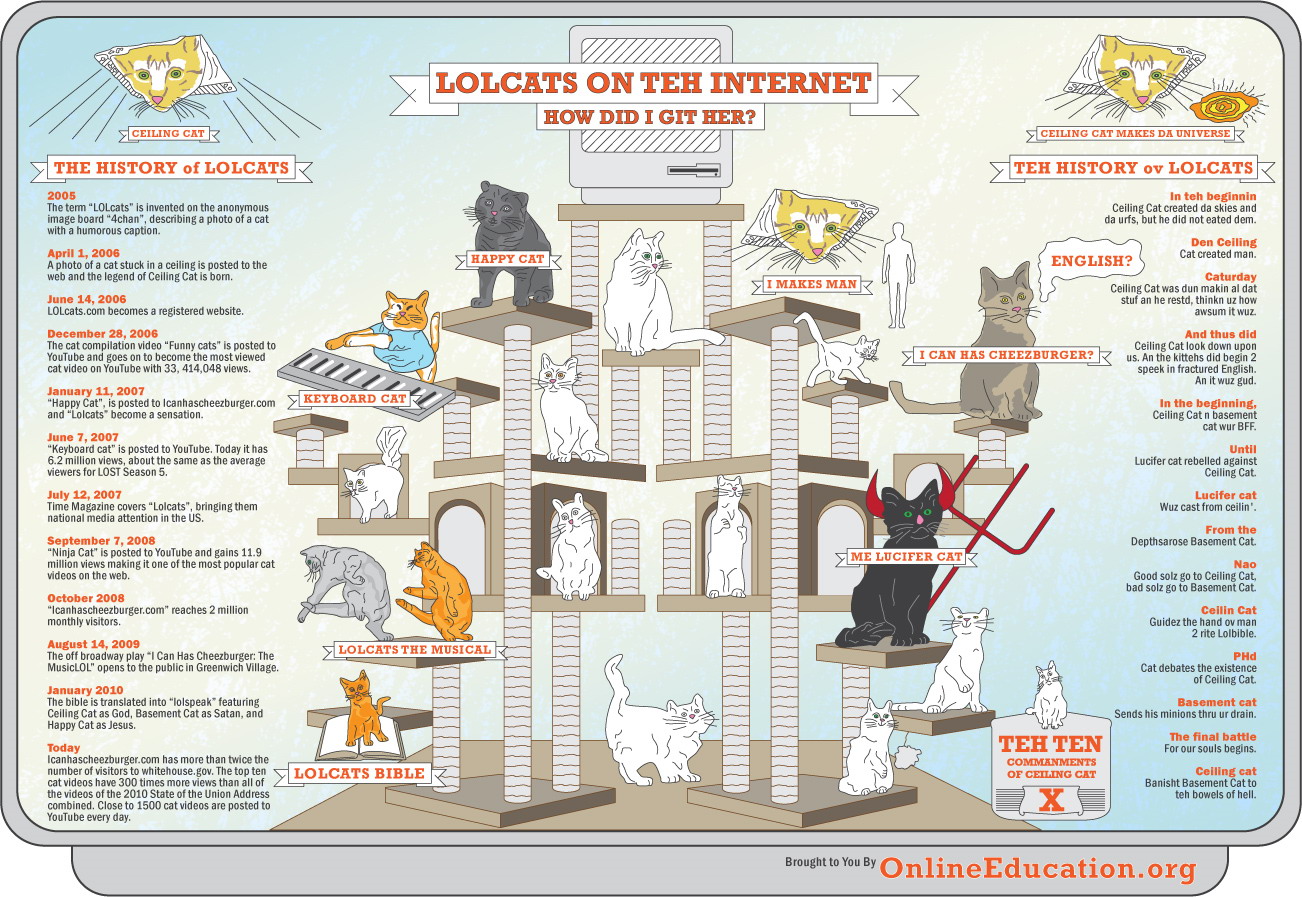 LOLCATS ON TEH INTERNET
HOW DID I GIT HER?
CEILING CAT
THE HISTORY of LOLCATS
2005
The term “LOLcats” is invented on the anonymous
image board “4chan”, describing a photo of a cat
with a humorous caption.
April 1, 2006
A photo of a cat stuck in a ceiling is posted to the
web and the legend of Ceiling Cat is born.
June 14, 2006
LOLcats.com becomes a registered website.
December 28, 2006
The cat compilation video “Funny cats” is posted to
YouTube and goes on to become the most viewed
cat video on YouTube with 33, 414,048 views.
January 11, 2007
“Happy Cat”, is posted to Icanhascheezburger.com
and “Lolcats” become a sensation.
June 7, 2007
“Keyboard cat” is posted to YouTube. Today it has
6.2 million views, about the same as the average
viewers for LOST Season 5.
July 12, 2007
Time Magazine covers “Lolcats”, bringing them
national media attention in the US.
September 7, 2008
“Ninja Cat” is posted to YouTube and gains 11.9
million views making it one of the most popular cat
videos on the web.
October 2008
“Icanhascheezburger.com” reaches 2 million
monthly visitors.
August 14, 2009
The off broadway play “I Can Has Cheezburger: The
MusicLOL” opens to the public in Greenwich Village.
January 2010
The bible is translated into “lolspeak” featuring
Ceiling Cat as God, Basement Cat as Satan, and
Happy Cat as Jesus.
Today
Icanhascheezburger.com has more than twice the
number of visitors to whitehouse.gov. The top ten
cat videos have 300 times more views than all of
the videos of the 2010 State of the Union Address
combined. Close to 1500 cat videos are posted to
YouTube every day.
HAPPY CAT
KEYBOARD CAT
LOLCATS THE MUSICAL
LOLCATS BIBLE
I MAKES MAN
ENGLISH?
I CAN HAS CHEEZBURGER?
ME LUCIFER CAT
TEH TEN
COMMANMENTS
OF CEILING CAT
X
CEILING CAT MAKES DA UNIVERSE
TEH HISTORY ov LOLCATS
In teh beginnin
Ceiling Cat created da skies and
da urfs, but he did not eated dem.
Den Ceiling
Cat created man.
Caturday
Ceiling Cat was dun makin al dat
stuf an he restd, thinkn uz how
awsum it wuz.
And thus did
Ceiling Cat look down upon
us. An the kittehs did begin 2
speek in fractured English.
An it wuz gud.
In the beginning,
Ceiling Cat n basement
cat wur BFF.
Until
Lucifer cat rebelled against
Ceiling Cat.
Lucifer cat
Wuz cast from ceilin'.
From the
Depthsarose Basement Cat.
Nao
Good solz go to Ceiling Cat,
bad solz go to Basement Cat.
Ceilin Cat
Guidez the hand ov man
2 rite Lolbible.
PHd
Cat debates the existence
of Ceiling Cat.
Basement cat
Sends his minions thru ur drain.
The final battle
For our souls begins.
Ceiling cat
Banisht Basement Cat to
teh bowels of hell.
Brought to You By OnlineEducation.org